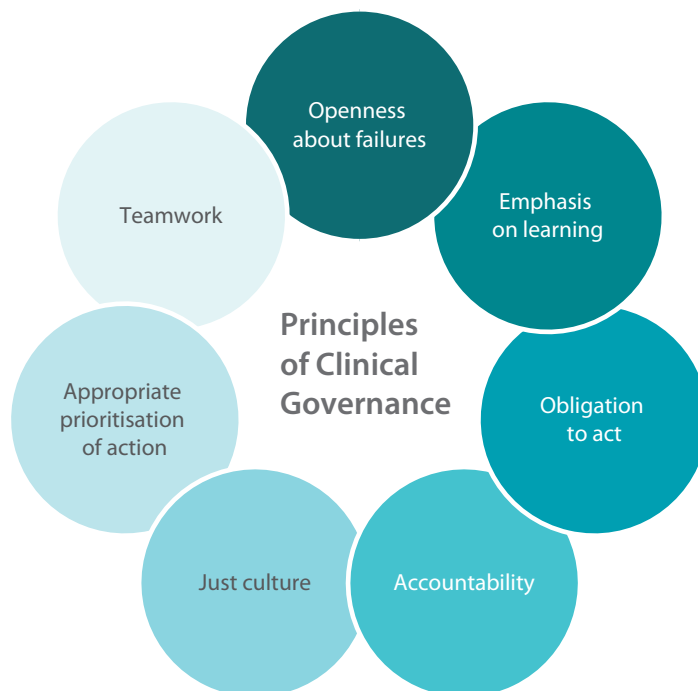 Openness
about failures
Emphasis
on learning
Obligation
to act
Accountability
Just culture
Appropriate
prioritisation
of action
Teamwork
Principles
of Clinical
Governance